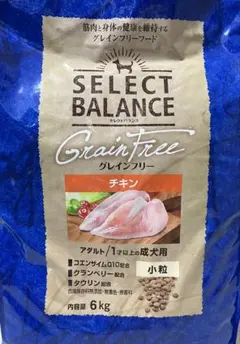 筋肉と身体の健康を維持する
グレインフリーフード
SELECT
BALANCE
セレクトバランス
Grain Free
グレインフリー
チキン
アダルト/1才以上の成犬用
コエンザイムQ10配合
クランベリー配合
タウリン配合
小粒
内容量 6kg